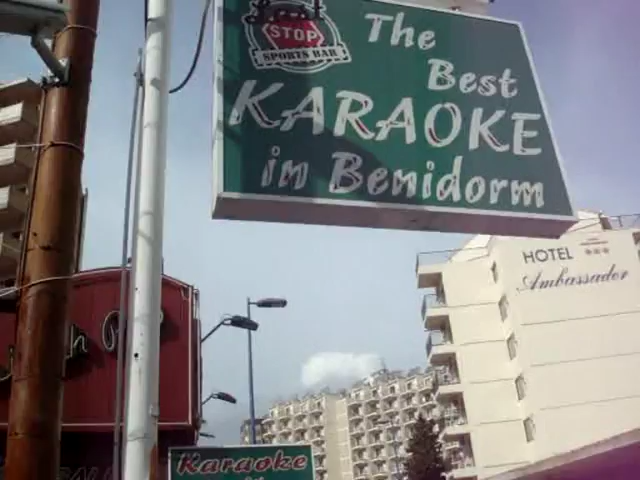 STOP
SPORTS BAR
The
Best
KARAOKE
in Benidorm
HOTEL
Ambassador
Karaoke